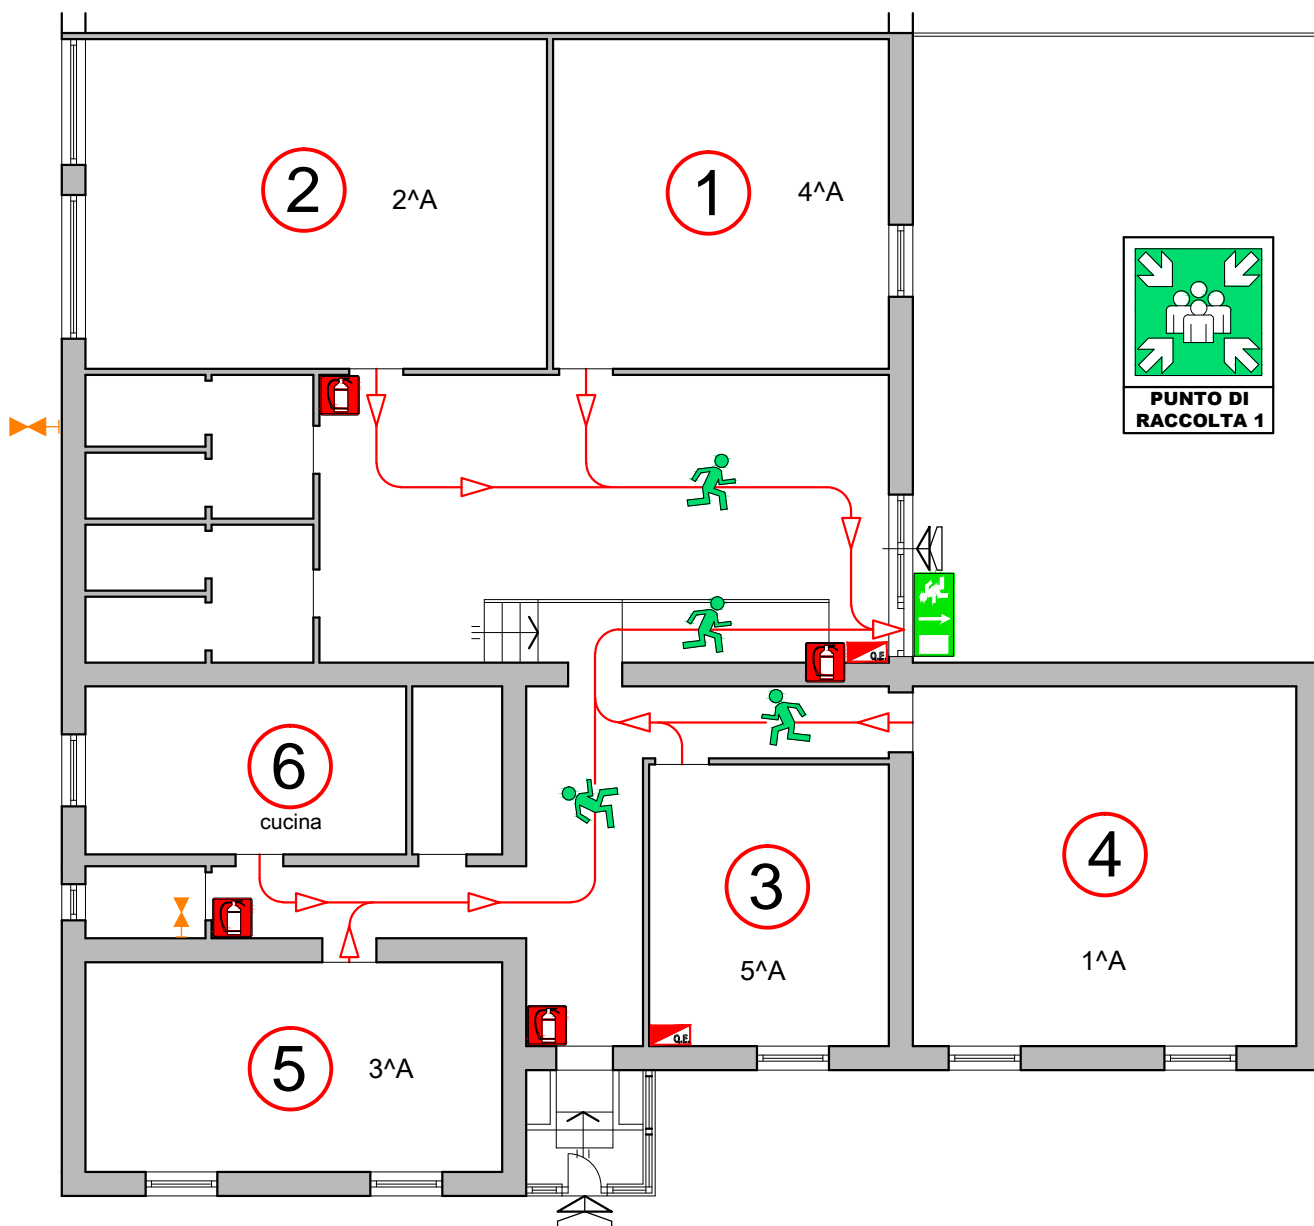 2
2^A
1
4^A
PUNTO DI
RACCOLTA 1
Q.E.
6
cucina
3
5^A
4
1^A
Q.E.
5
3^A